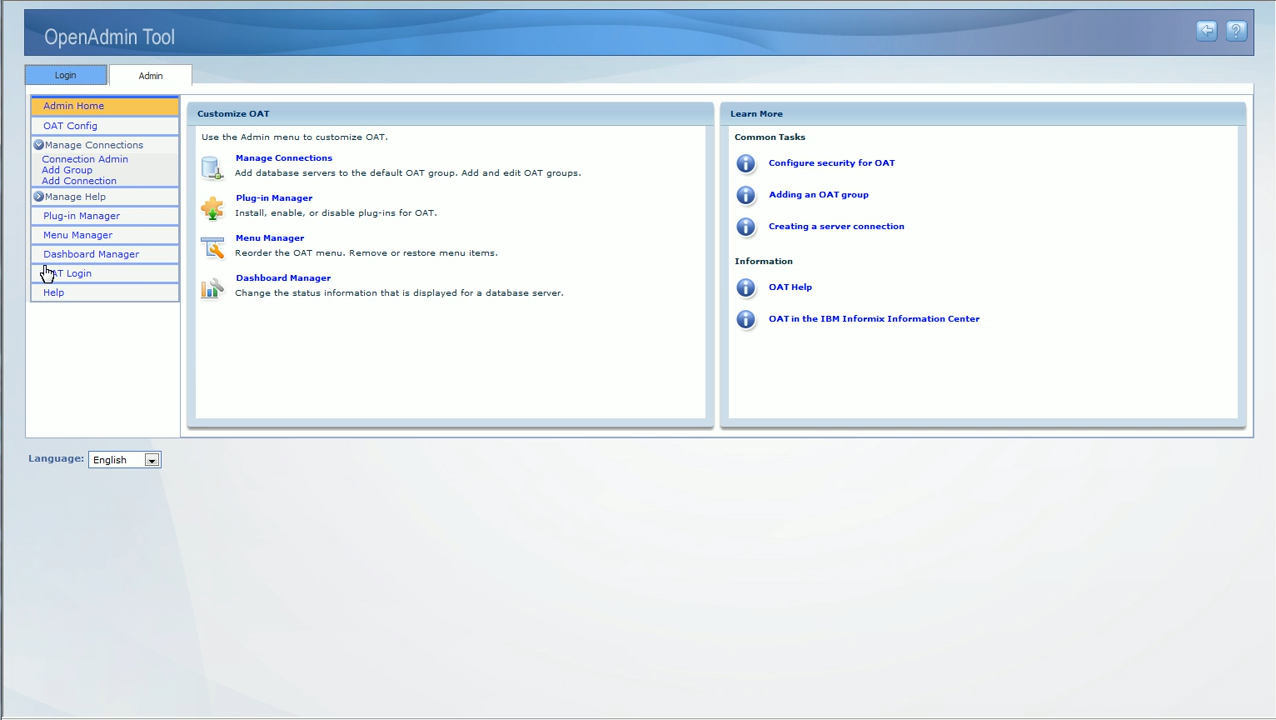 OpenAdmin Tool
Login
Admin
Admin Home
OAT Config
Manage Connections
Connection Admin
Add Group
Add Connection
Manage Help
Plug-in Manager
Menu Manager
Dashboard Manager
AT Login
Help
Customize OAT
Use the Admin menu to customize OAT.
Manage Connections
Add database servers to the default OAT group. Add and edit OAT groups.
Plug-in Manager
Install, enable, or disable plug-ins for OAT.
Menu Manager
Reorder the OAT menu. Remove or restore menu items.
Dashboard Manager
Change the status information that is displayed for a database server.
Learn More
Common Tasks
Configure security for OAT
Adding an OAT group
Creating a server connection
Information
OAT Help
OAT in the IBM Informix Information Center
Language: English